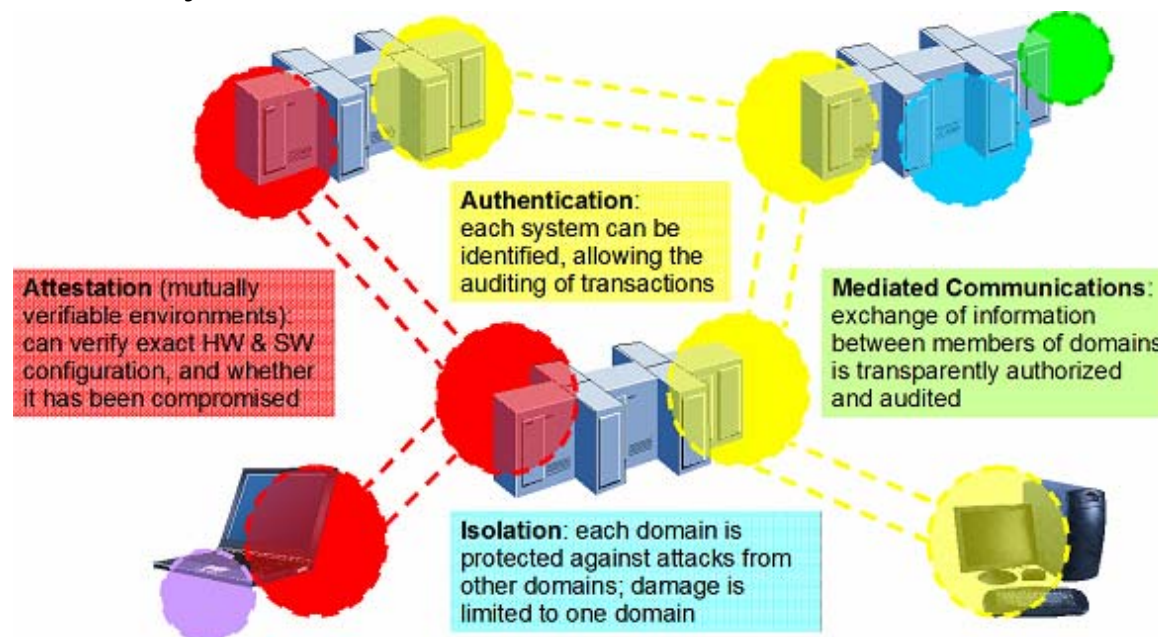 Authentication:
each system can be
identified, allowing the
auditing of transactions
Attestation (mutually
verifiable environments):
can verify exact HW & SW
configuration, and whether
it has been compromised
Mediated Communications:
exchange of information
between members of domains
is transparently authorized
and audited
Isolation: each domain is
protected against attacks from
other domains; damage is
limited to one domain